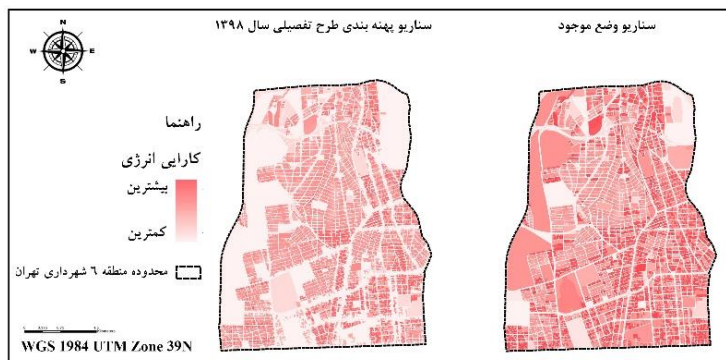 سناریو وضع موجود
سناریو پهنه بندی طرح تفصیلی سال ۱۳۹۸
N
W
E
S
راهنما
کارایی انرژی
بیشترین
کمترین
محدوده منطقه ۶ شهرداری تهران
WGS 1984 UTM Zone 39N